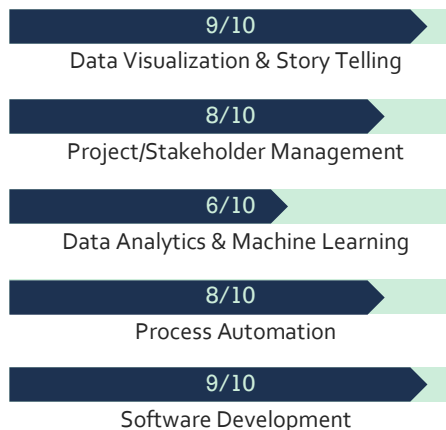 9/10
Data Visualization & Story Telling
8/10
Project/Stakeholder Management
6/10
Data Analytics & Machine Learning
8/10
Process Automation
9/10
Software Development